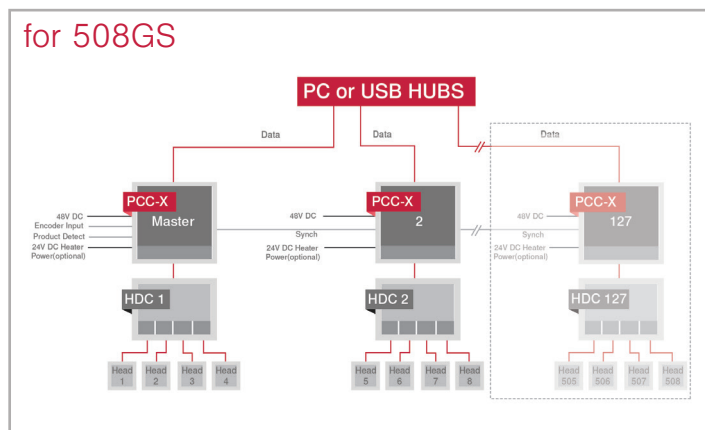 for 508GS
PC or USB HUBS
Data
Data
Data
PCC-X
Master
48V DC
Encoder Input
Product Detect
24V DC Heater
Power(optional)
PCC-X
2
48V DC
Synch
24V DC Heater
Power(optional)
PCC-X
127
48V DC
Synch
24V DC Heater
Power(optional)
HDC 1
HDC 2
HDC 127
Head
1
Head
2
Head
3
Head
4
Head
5
Head
6
Head
7
Head
8
Head
505
Head
506
Head
507
Head
508